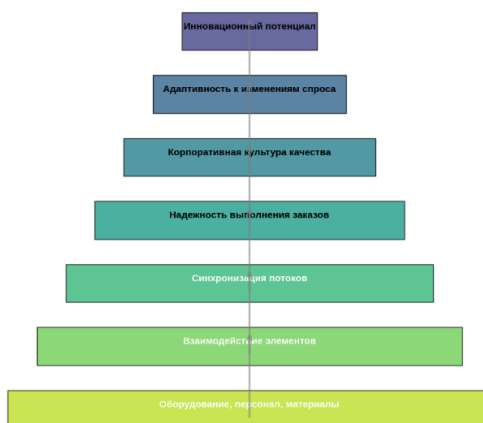 Инновационный потенциал
Адаптивность к изменениям спроса
Корпоративная культура качества
Надежность выполнения заказов
Синхронизация потоков
Взаимодействие элементов
Оборудование, персонал, материалы